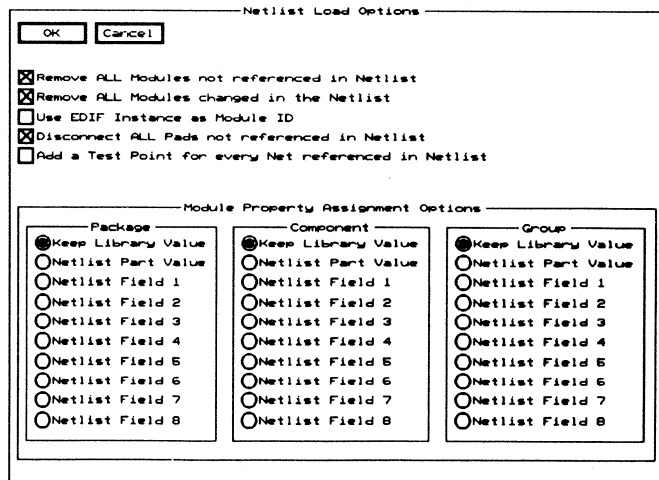 Netlist Load Options
OK Cancel
Remove ALL Modules not referenced in Netlist
Remove ALL Modules changed in the Netlist
Use EDIF Instance as Module ID
Disconnect ALL Pads not referenced in Netlist
Add a Test Point for every Net referenced in Netlist
Module Property Assignment Options
Package
Keep Library Value
Netlist Part Value
Netlist Field 1
Netlist Field 2
Netlist Field 3
Netlist Field 4
Netlist Field 5
Netlist Field 6
Netlist Field 7
Netlist Field 8
Component
Keep Library Value
Netlist Part Value
Netlist Field 1
Netlist Field 2
Netlist Field 3
Netlist Field 4
Netlist Field 5
Netlist Field 6
Netlist Field 7
Netlist Field 8
Group
Keep Library Value
Netlist Part Value
Netlist Field 1
Netlist Field 2
Netlist Field 3
Netlist Field 4
Netlist Field 5
Netlist Field 6
Netlist Field 7
Netlist Field 8